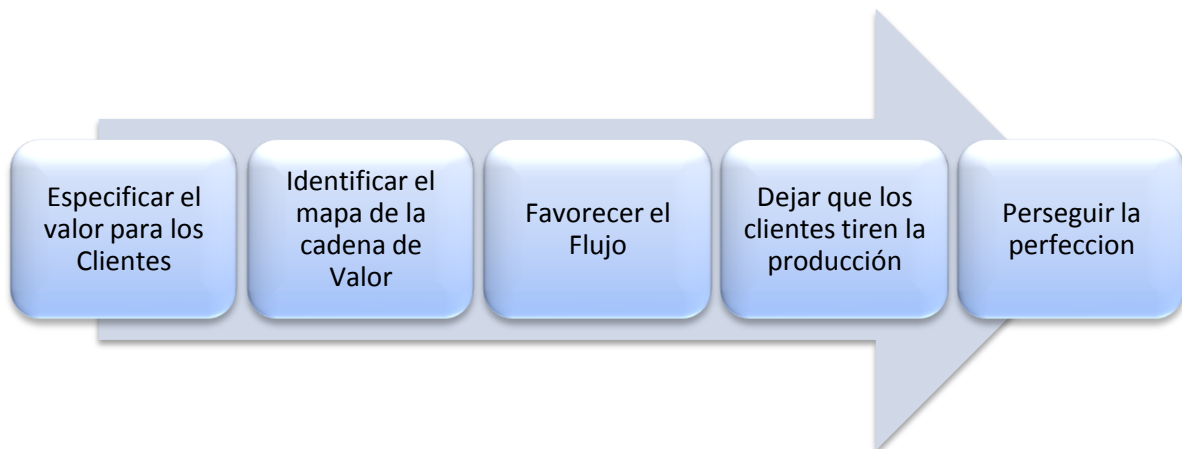 Especificar el
valor para los
Clientes
Identificar el
mapa de la
cadena de
Valor
Favorecer el
Flujo
Dejar que los
clientes tiren la
producción
Perseguir la
perfeccion